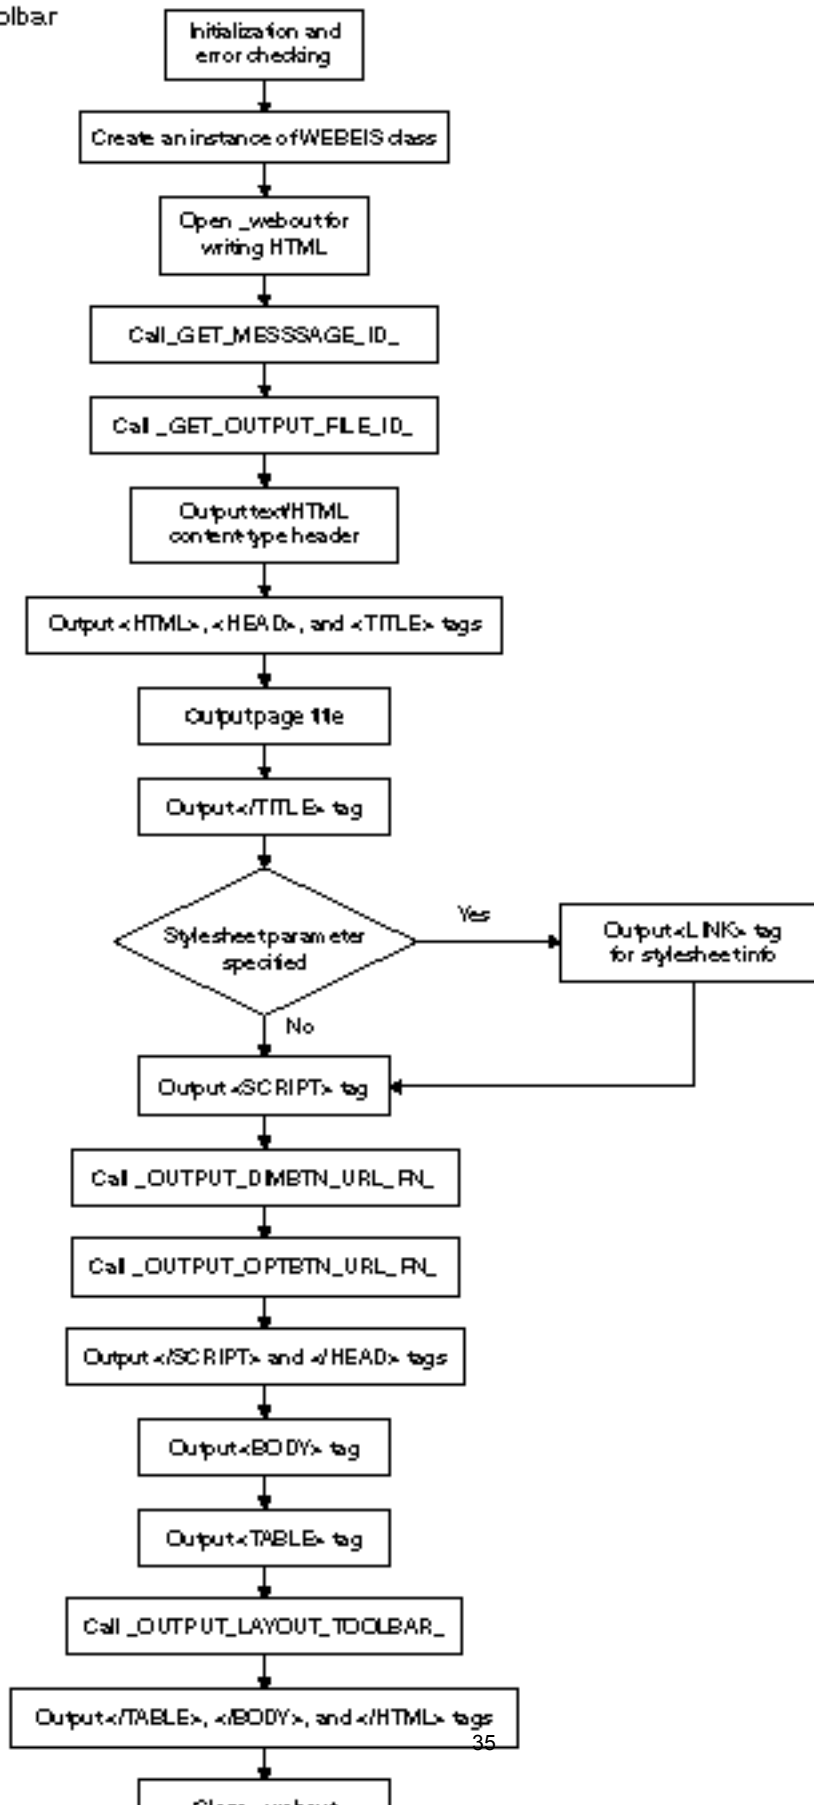 olbar
Initialization and
error checking
Create an instance of WEBEIS class
Open _webout for
writing HTML
Call_GET_MESSSAGE_ID_
Call _GET_OUTPUT_FILE_ID_
Output text/HTML
content-type header
Output <HTML>, <HEAD>, and <TITLE> tags
Output page title
Output </TITLE> tag
Stylesheet parameter
specified
Yes
Output <LINK> tag
for stylesheet info
No
Output <SCRIPT> tag
Call _OUTPUT_DIMBTN_URL_FN_
Call _OUTPUT_OPTBTN_URL_FN_
Output </SCRIPT> and </HEAD> tags
Output <BODY> tag
Output <TABLE> tag
Call _OUTPUT_LAYOUT_TOOLBAR_
Output </TABLE>, </BODY>, and </HTML> tags
35